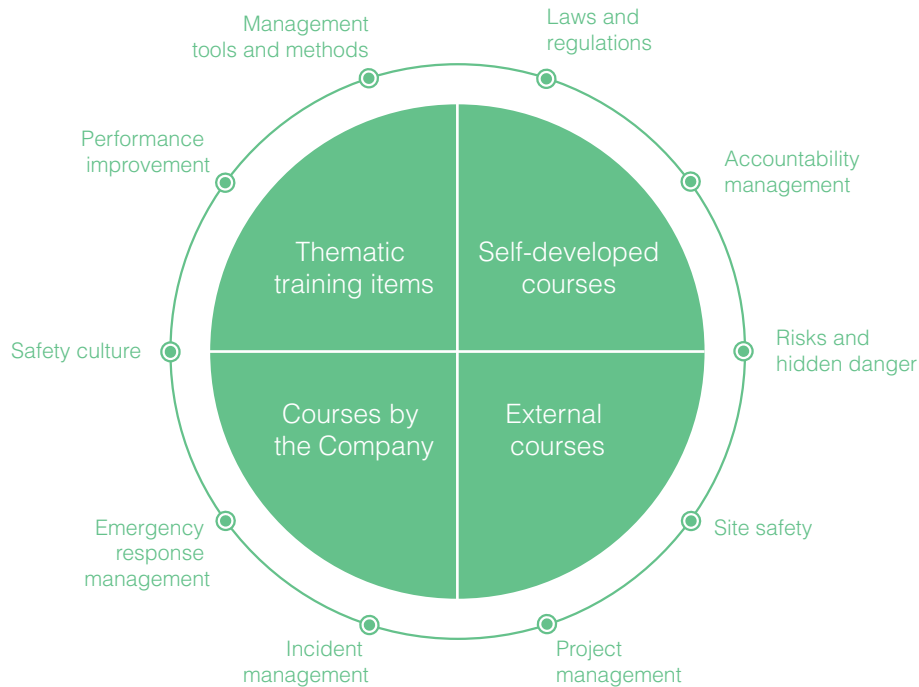 Management
tools and methods
Laws and
regulations
Performance
improvement
Accountability
management
Thematic
training items
Self-developed
courses
Safety culture
Risks and
hidden danger
Courses by
the Company
External
courses
Emergency
response
management
Site safety
Incident
management
Project
management